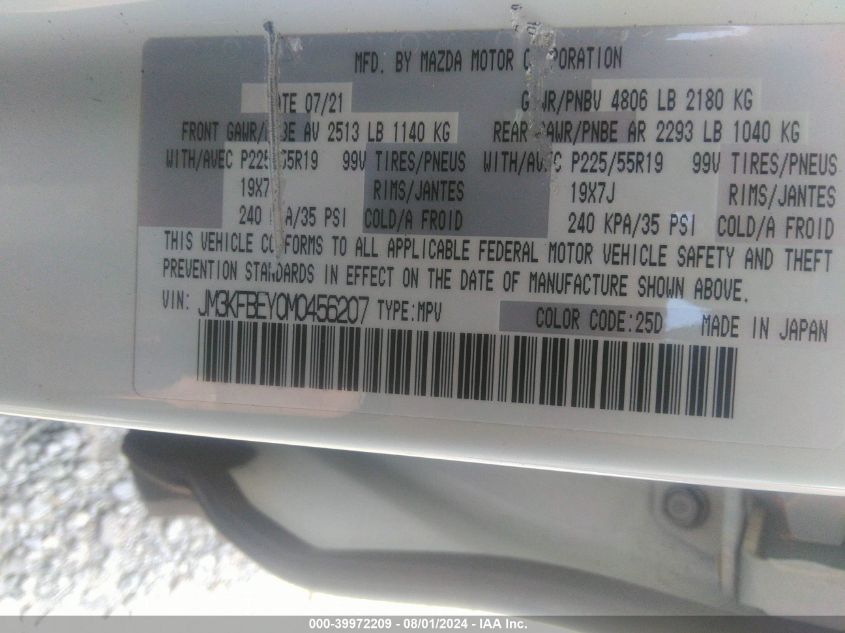 MFD. BY MAZDA MOTOR CORPORATION
DATE 07/21 GVWR/PNBV 4806 LB 2180 KG
FRONT GAWR/PNBE AV 2513 LB 1140 KG REAR GAWR/PNBE AR 2293 LB 1040 KG
WITH/AVEC P225/55R19 99V TIRES/PNEUS WITH/AVEC P225/55R19 99V TIRES/PNEUS
19X7J RIMS/JANTES 19X7J RIMS/JANTES
240 KPA/35 PSI COLD/A FROID 240 KPA/35 PSI COLD/A FROID
THIS VEHICLE CONFORMS TO ALL APPLICABLE FEDERAL MOTOR VEHICLE SAFETY AND THEFT
PREVENTION STANDARDS IN EFFECT ON THE DATE OF MANUFACTURE SHOWN ABOVE.
VIN: JM3KFBEY0M0456207 TYPE:MPV COLOR CODE:25D MADE IN JAPAN
000-39972209 - 08/01/2024 - IAA Inc.